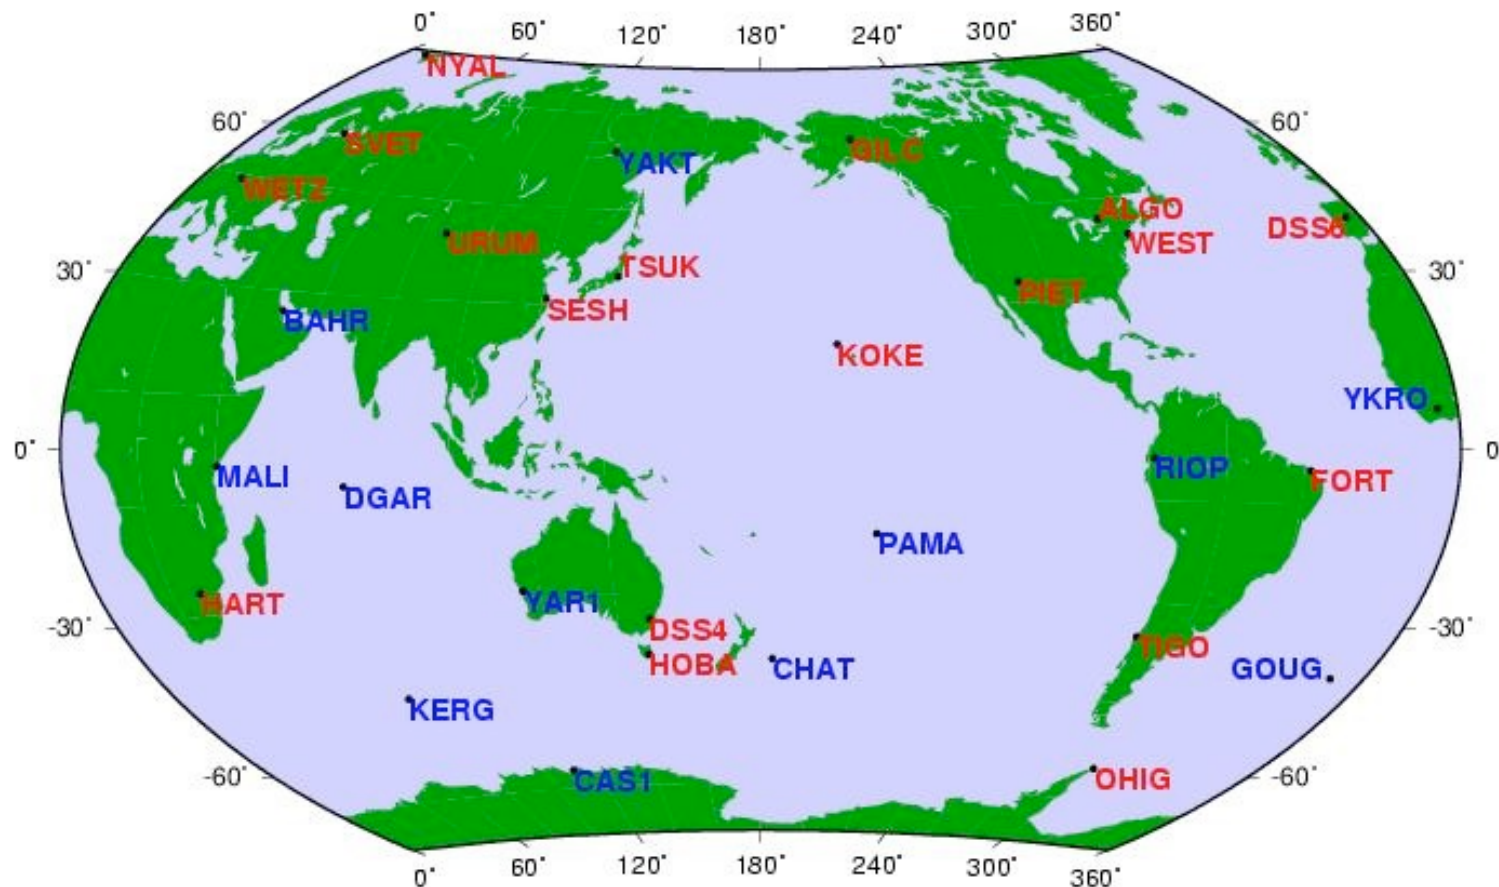 0° 60° 120° 180° 240° 300° 360°
NYAL
60° 60°
SVET GILC
YAKT
WETZ
ALGO
DSS6
URUM WEST
TSUK
30° 30°
PIET
SESH
BAHR
KOKE
YKRO
0° 0
RIOP
MALI FORT
DGAR
PAMA
HART YAR1
-30° DSS4 -30°
TIGO
HOBA CHAT GOUG
KERG
-60° CAS1 OHIG -60°
0° 60° 120° 180° 240° 300° 360°